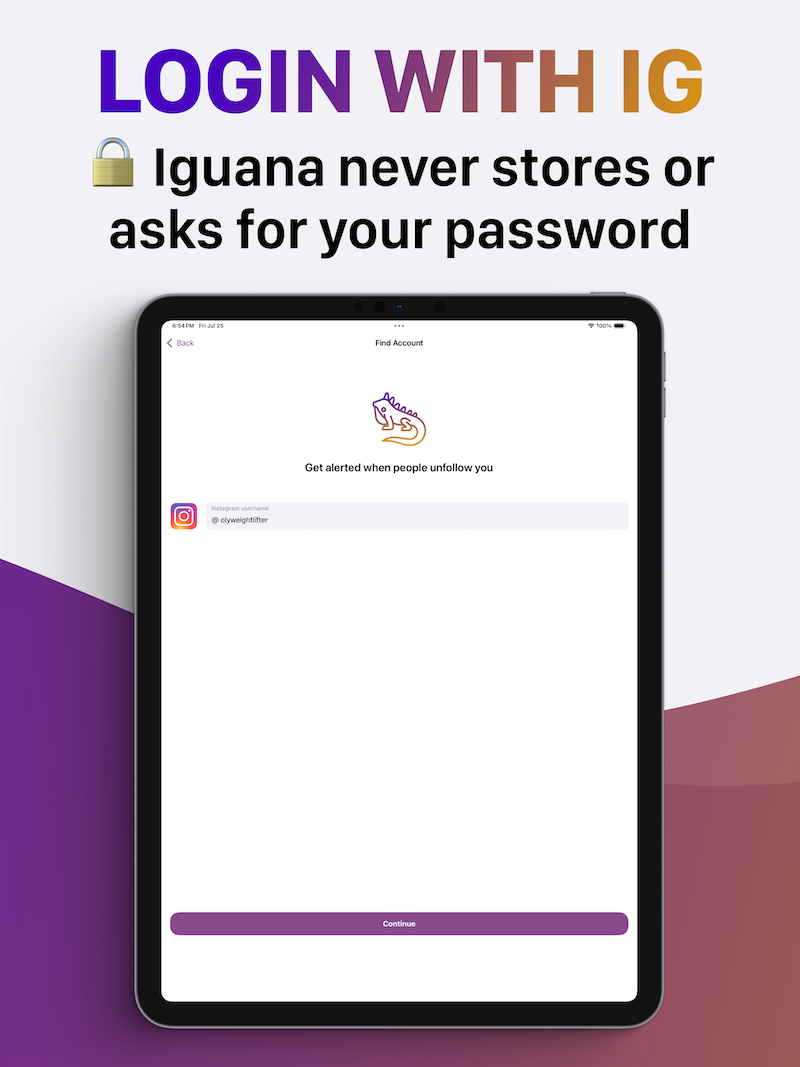 LOGIN WITH IG
🔒 Iguana never stores or
asks for your password
6:54 PM Fri Jul 25
100%
Back
Find Account
Get alerted when people unfollow you
Instagram username
@ olyweightlifter
Continue